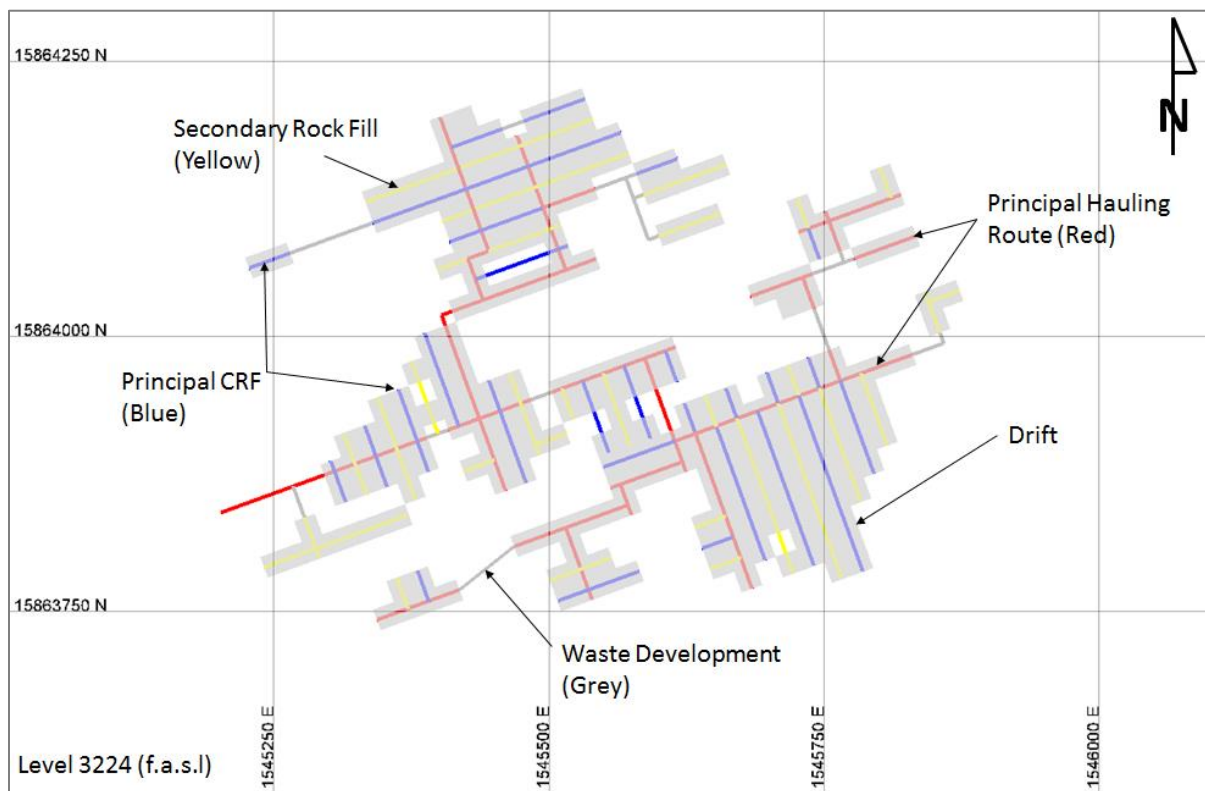 15864250 N
N
Secondary Rock Fill
(Yellow)
Principal Hauling
Route (Red)
15864000 N
Principal CRF
(Blue)
Drift
15863750 N
Waste Development
(Grey)
1545250 E
1545500 E
1545750 E
1546000 E
Level 3224 (f.a.s.l)